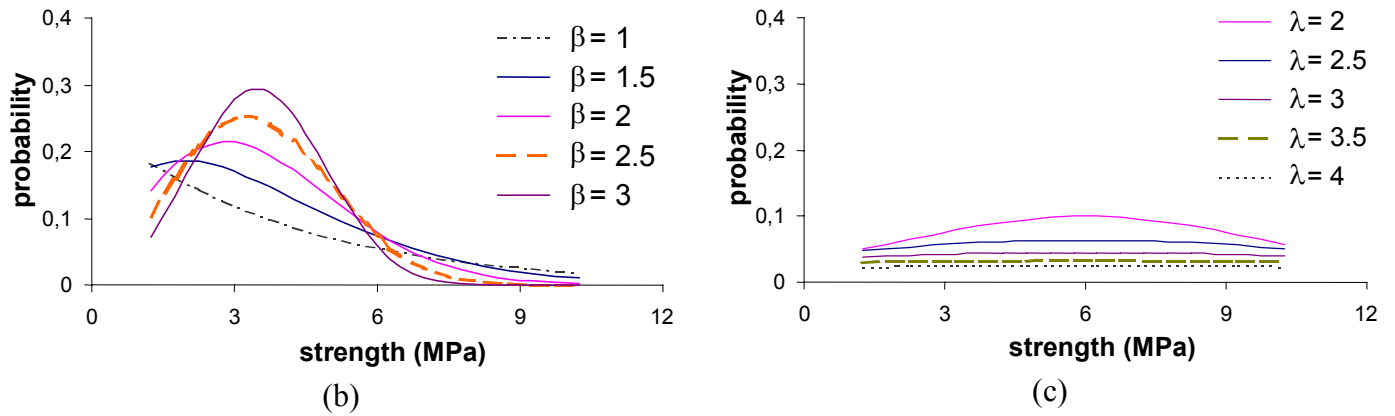 0,4
0,3
0,2
0,1
0
probability
0 3 6 9 12
strength (MPa)
β= 1
β= 1.5
β= 2
β= 2.5
β= 3
(b)
0,4
0,3
0,2
0,1
0
probability
0 3 6 9 12
strength (MPa)
λ= 2
λ= 2.5
λ= 3
λ= 3.5
λ= 4
(c)